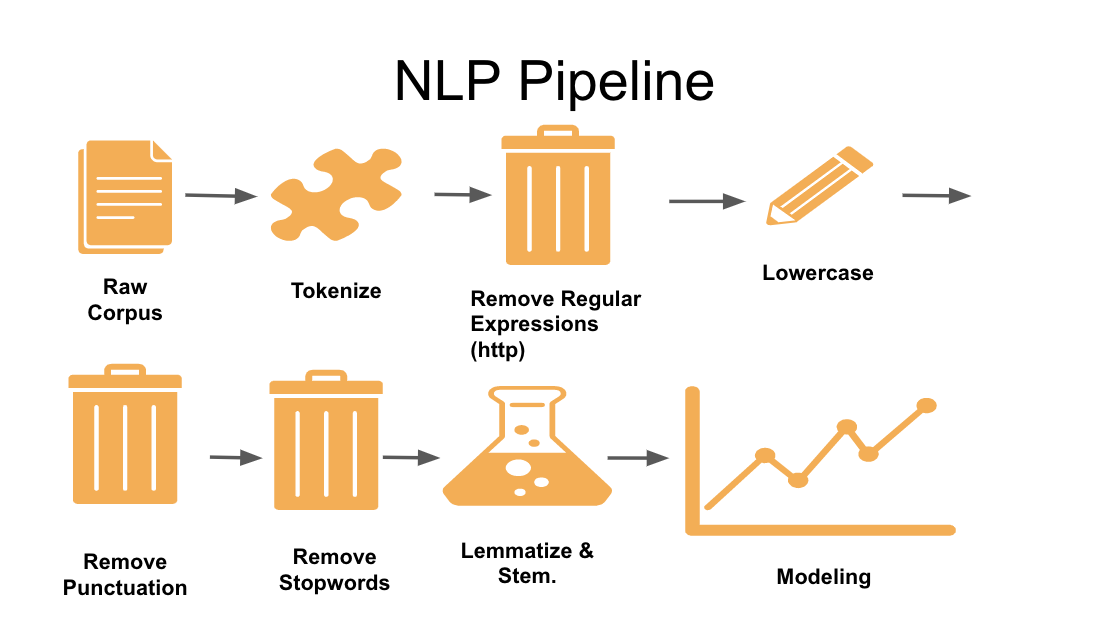 NLP Pipeline
Raw
Corpus
Tokenize
Remove Regular
Expressions
(http)
Lowercase
Remove
Punctuation
Remove
Stopwords
Lemmatize &
Stem.
Modeling